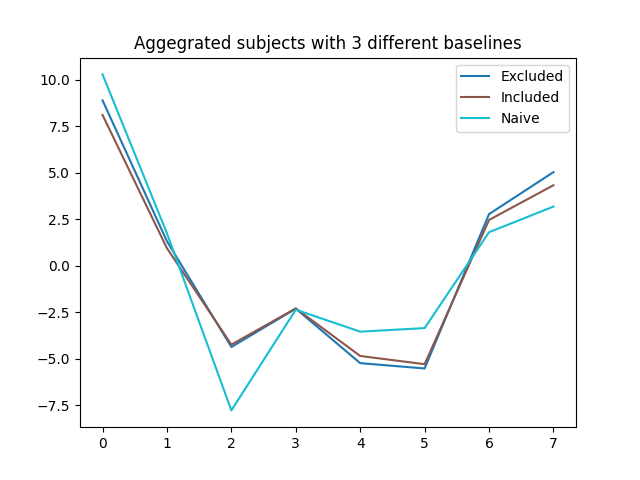 Aggegrated subjects with 3 different baselines
Excluded
Included
Naive
10.0
7.5
5.0
2.5
0.0
−2.5
−5.0
−7.5
0 1 2 3 4 5 6 7